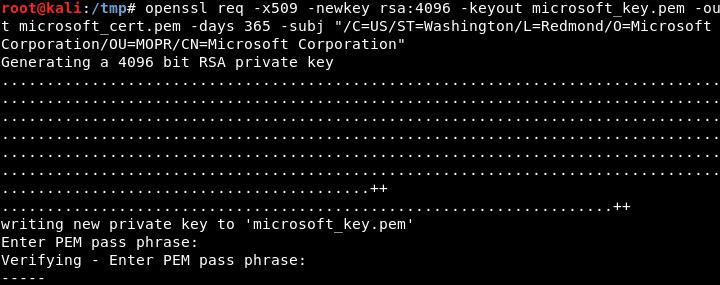 root@kali:/tmp# openssl req -x509 -newkey rsa:4096 -keyout microsoft_key.pem -ou
t microsoft_cert.pem -days 365 -subj "/C=US/ST=Washington/L=Redmond/O=Microsoft 
Corporation/OU=MOPR/CN=Microsoft Corporation"
Generating a 4096 bit RSA private key
................................................................................
................................................................................
................................................................................
................................................................................
................................................................................
................................................................................
.........................................++
....................................................................++
writing new private key to 'microsoft_key.pem'
Enter PEM pass phrase:
Verifying - Enter PEM pass phrase:
-----